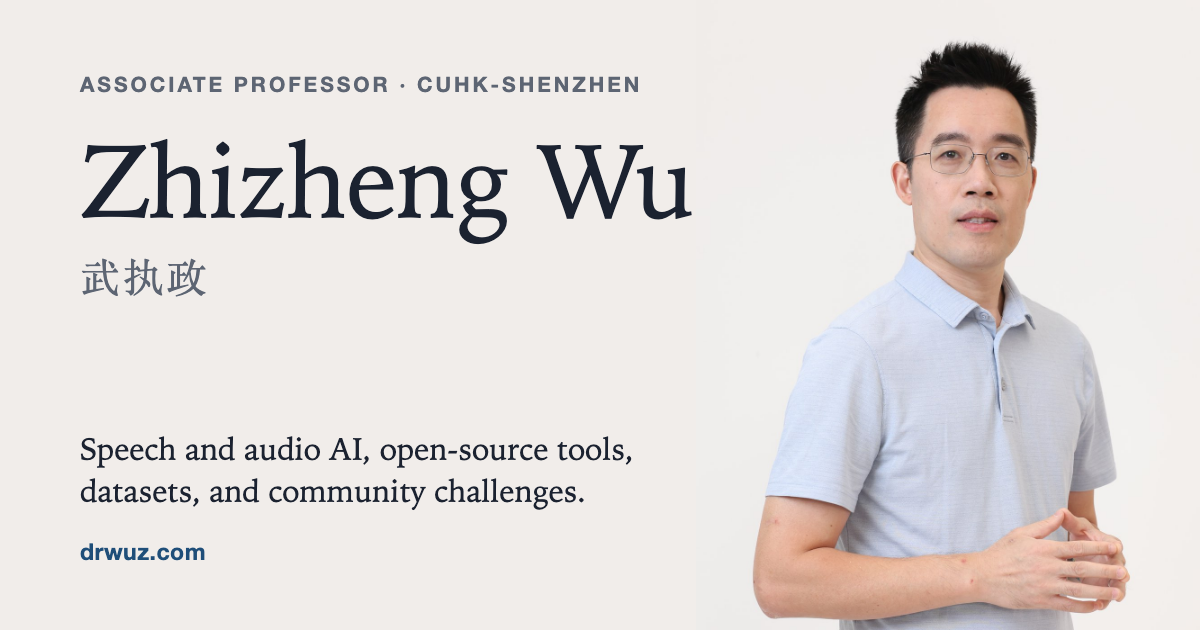 ASSOCIATE PROFESSOR · CUHK-SHENZHEN
Zhizheng Wu
武执政
Speech and audio AI, open-source tools,
datasets, and community challenges.
drwuz.com